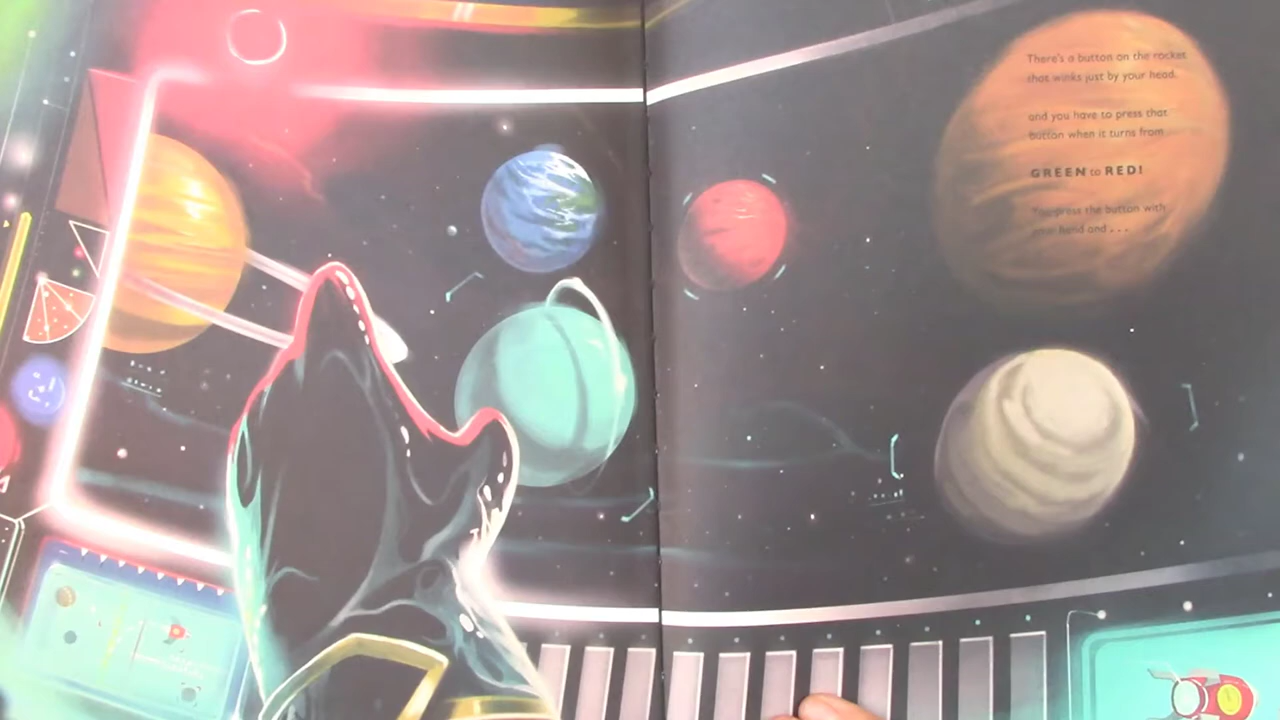 There's a button on the rocket
that winks just by your head,
and you have to press that
button when it turns from
GREEN to RED!
You press the button with
your hand and . . .